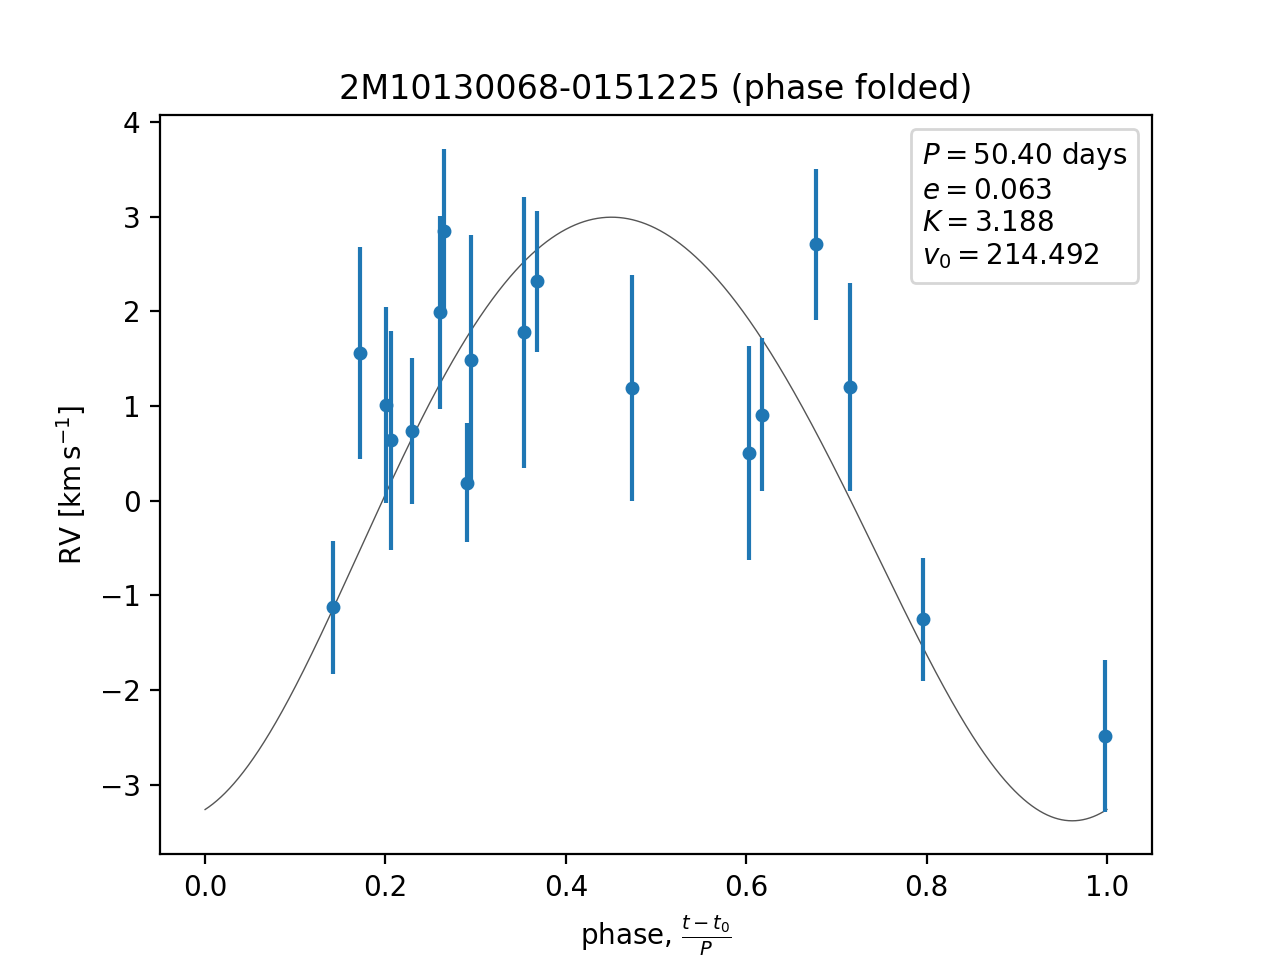 2M10130068-0151225 (phase folded)
P = 50.40 days
e = 0.063
K = 3.188
v₀ = 214.492
4
3
2
1
0
−1
−2
−3
RV [km s⁻¹]
0.0 0.2 0.4 0.6 0.8 1.0
phase, (t − t₀)/P